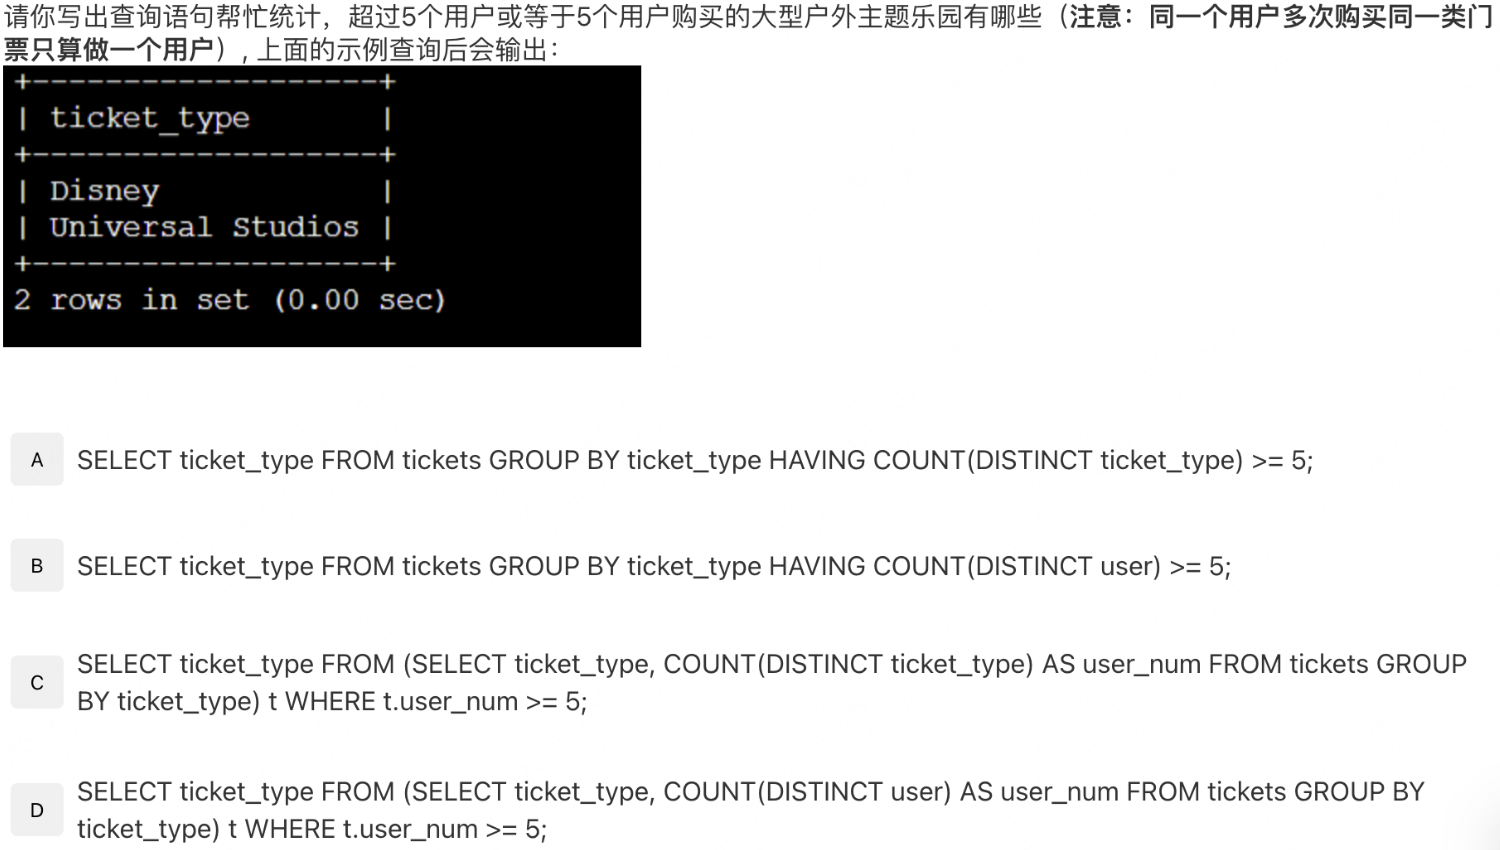 请你写出查询语句帮忙统计，超过5个用户或等于5个用户购买的大型户外主题乐园有哪些（注意：同一个用户多次购买同一类门
票只算做一个用户）, 上面的示例查询后会输出：
+-------------------+
| ticket_type       |
+-------------------+
| Disney            |
| Universal Studios |
+-------------------+
2 rows in set (0.00 sec)
A SELECT ticket_type FROM tickets GROUP BY ticket_type HAVING COUNT(DISTINCT ticket_type) >= 5;
B SELECT ticket_type FROM tickets GROUP BY ticket_type HAVING COUNT(DISTINCT user) >= 5;
C SELECT ticket_type FROM (SELECT ticket_type, COUNT(DISTINCT ticket_type) AS user_num FROM tickets GROUP
BY ticket_type) t WHERE t.user_num >= 5;
D SELECT ticket_type FROM (SELECT ticket_type, COUNT(DISTINCT user) AS user_num FROM tickets GROUP BY
ticket_type) t WHERE t.user_num >= 5;